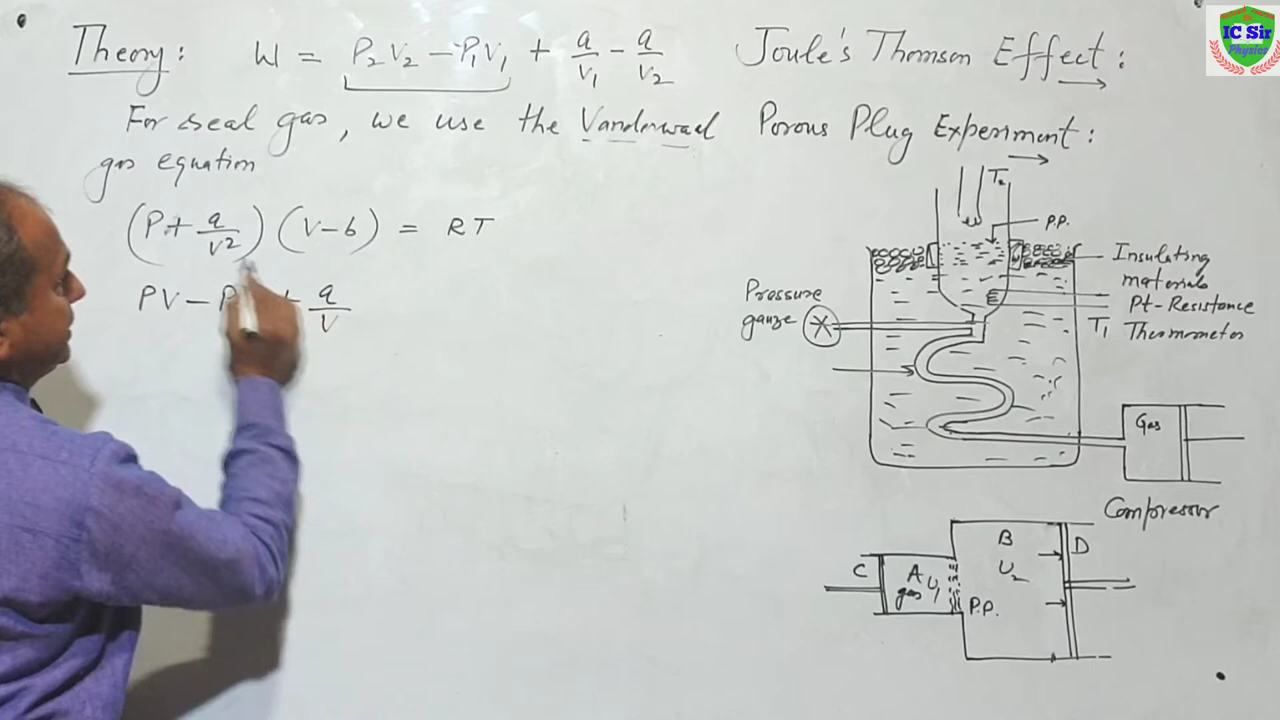 Theory: W = P₂V₂ - P₁V₁ + a/V₁ - a/V₂
For real gas, we use the Vanderwaal
gas equation
(P + a/V²) (V - b) = RT
PV - P + a/V
Joule's Thomson Effect:
Porous Plug Experiment:
T₂
P.P.
Insulating
materials
Pt-Resistance
T₁ Thermometer
Pressure
gauze
Gas
Compressor
C
A
gas U₁
P.P.
B
U₂
D
IC Sir
Physics